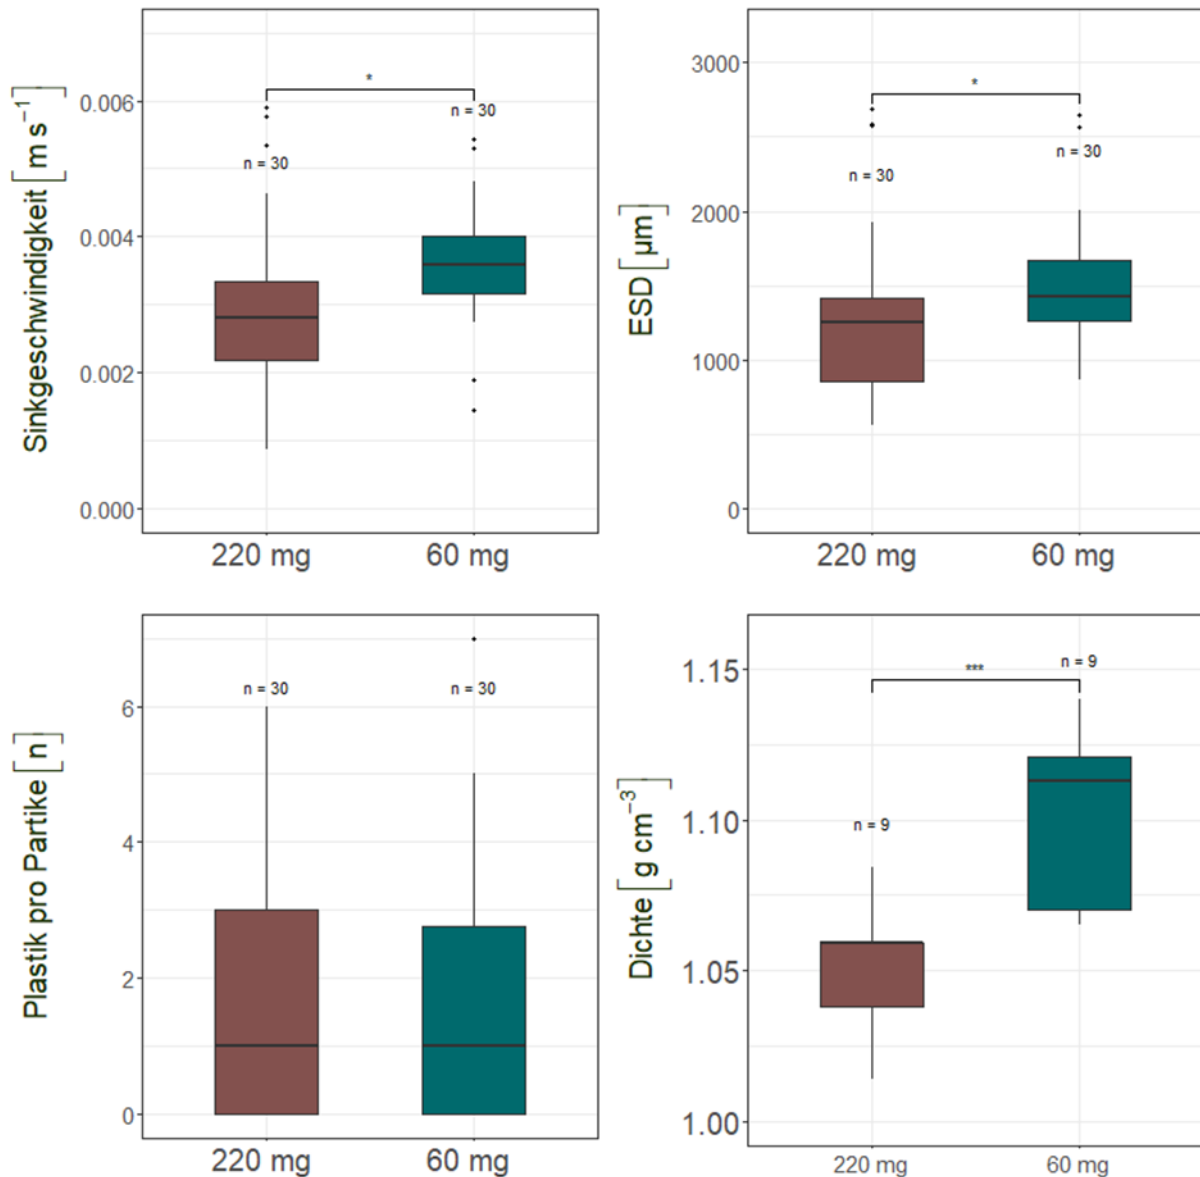 Sinkgeschwindigkeit [ m s⁻¹ ]
0.006
0.004
0.002
0.000
*
n = 30
n = 30
220 mg
60 mg
ESD [ µm ]
3000
2000
1000
0
*
n = 30
n = 30
220 mg
60 mg
Plastik pro Partike [ n ]
6
4
2
0
n = 30
n = 30
220 mg
60 mg
Dichte [ g cm⁻³ ]
1.15
1.10
1.05
1.00
***
n = 9
n = 9
220 mg
60 mg